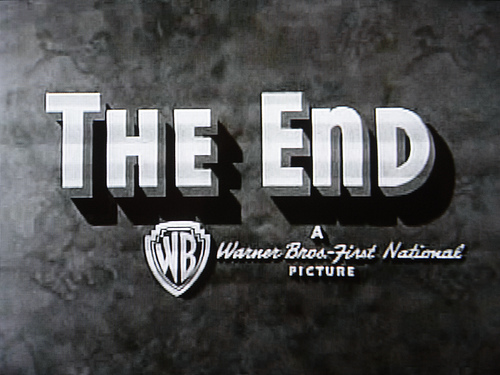 THE END
A
WB
Warner Bros.-First National
PICTURE